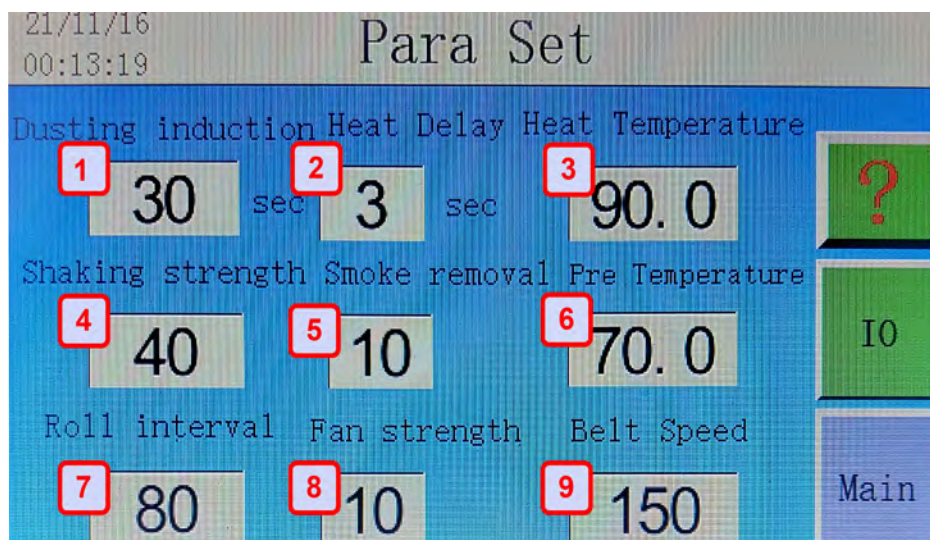 21/11/16
00:13:19
Para Set
Dusting induction Heat Delay Heat Temperature
1 30 sec 2 3 sec 3 90.0
?
Shaking strength Smoke removal Pre Temperature
4 40 5 10 6 70.0
IO
Roll interval Fan strength Belt Speed
7 80 8 10 9 150
Main